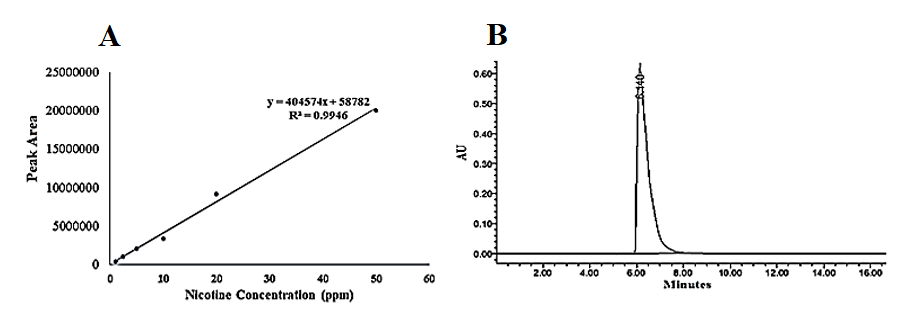 A
B
25000000
20000000
15000000
10000000
5000000
0
Peak Area
y = 404574x + 58782
R² = 0.9946
0 10 20 30 40 50 60
Nicotine Concentration (ppm)
0.60
0.50
0.40
0.30
0.20
0.10
0.00
AU
6.140
2.00 4.00 6.00 8.00 10.00 12.00 14.00 16.00
Minutes